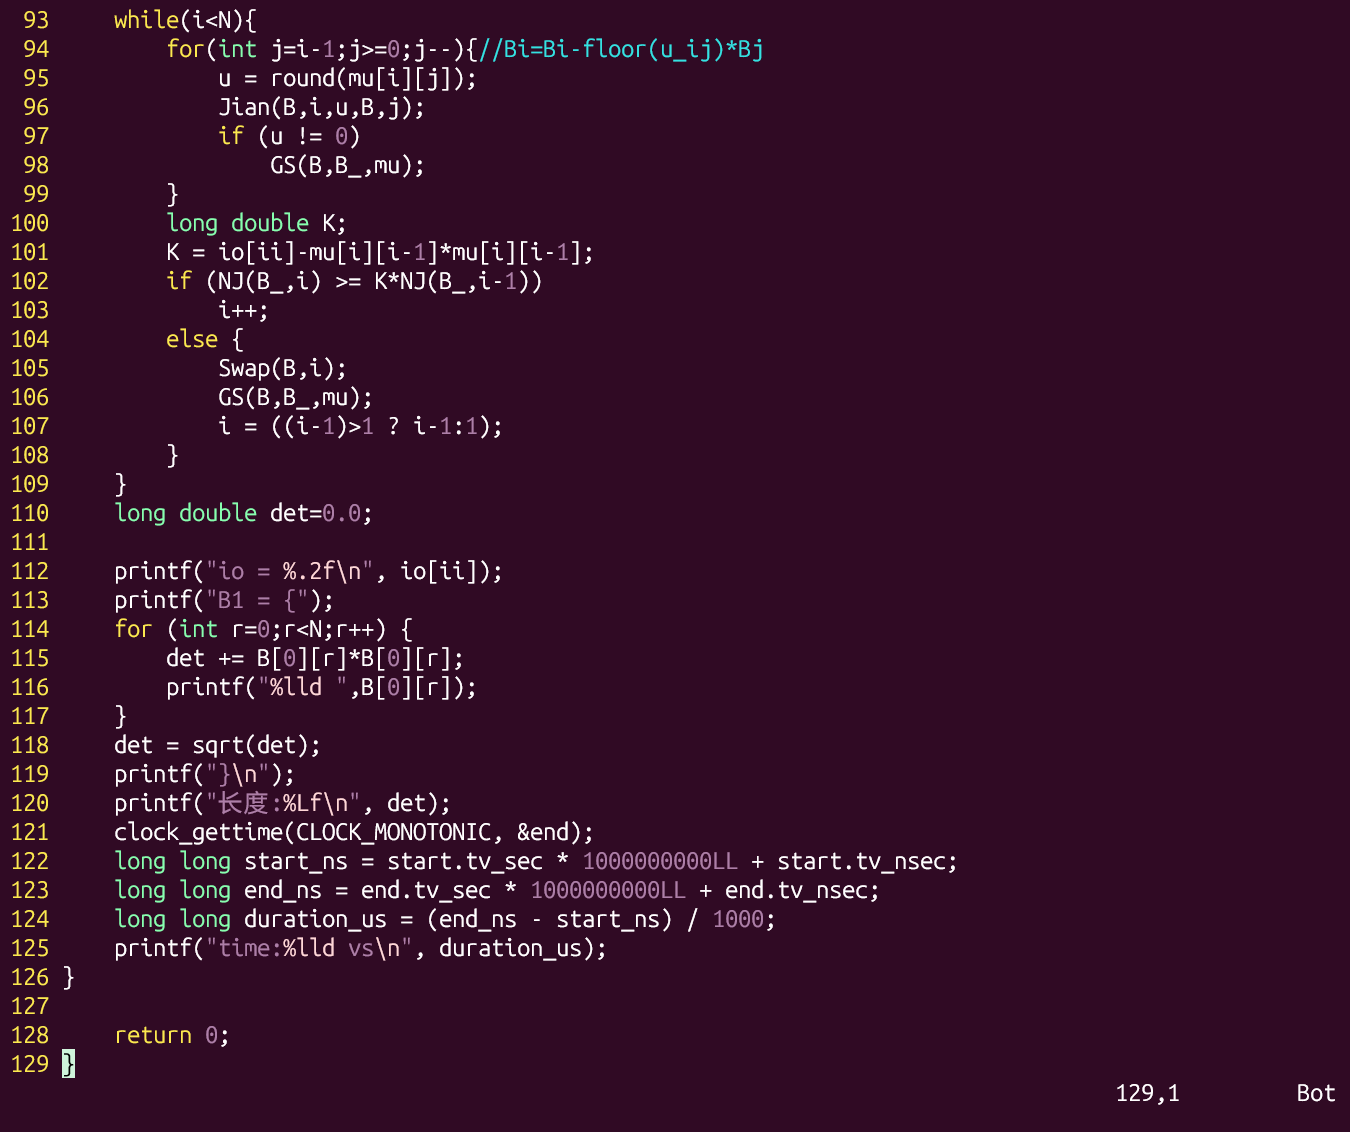 93     while(i<N){
94         for(int j=i-1;j>=0;j--){//Bi=Bi-floor(u_ij)*Bj
95             u = round(mu[i][j]);
96             Jian(B,i,u,B,j);
97             if (u != 0)
98                 GS(B,B_,mu);
99         }
100         long double K;
101         K = io[ii]-mu[i][i-1]*mu[i][i-1];
102         if (NJ(B_,i) >= K*NJ(B_,i-1))
103             i++;
104         else {
105             Swap(B,i);
106             GS(B,B_,mu);
107             i = ((i-1)>1 ? i-1:1);
108         }
109     }
110     long double det=0.0;
111
112     printf("io = %.2f\n", io[ii]);
113     printf("B1 = {");
114     for (int r=0;r<N;r++) {
115         det += B[0][r]*B[0][r];
116         printf("%lld ",B[0][r]);
117     }
118     det = sqrt(det);
119     printf("}\n");
120     printf("长度:%Lf\n", det);
121     clock_gettime(CLOCK_MONOTONIC, &end);
122     long long start_ns = start.tv_sec * 1000000000LL + start.tv_nsec;
123     long long end_ns = end.tv_sec * 1000000000LL + end.tv_nsec;
124     long long duration_us = (end_ns - start_ns) / 1000;
125     printf("time:%lld vs\n", duration_us);
126 }
127
128     return 0;
129 }
129,1         Bot